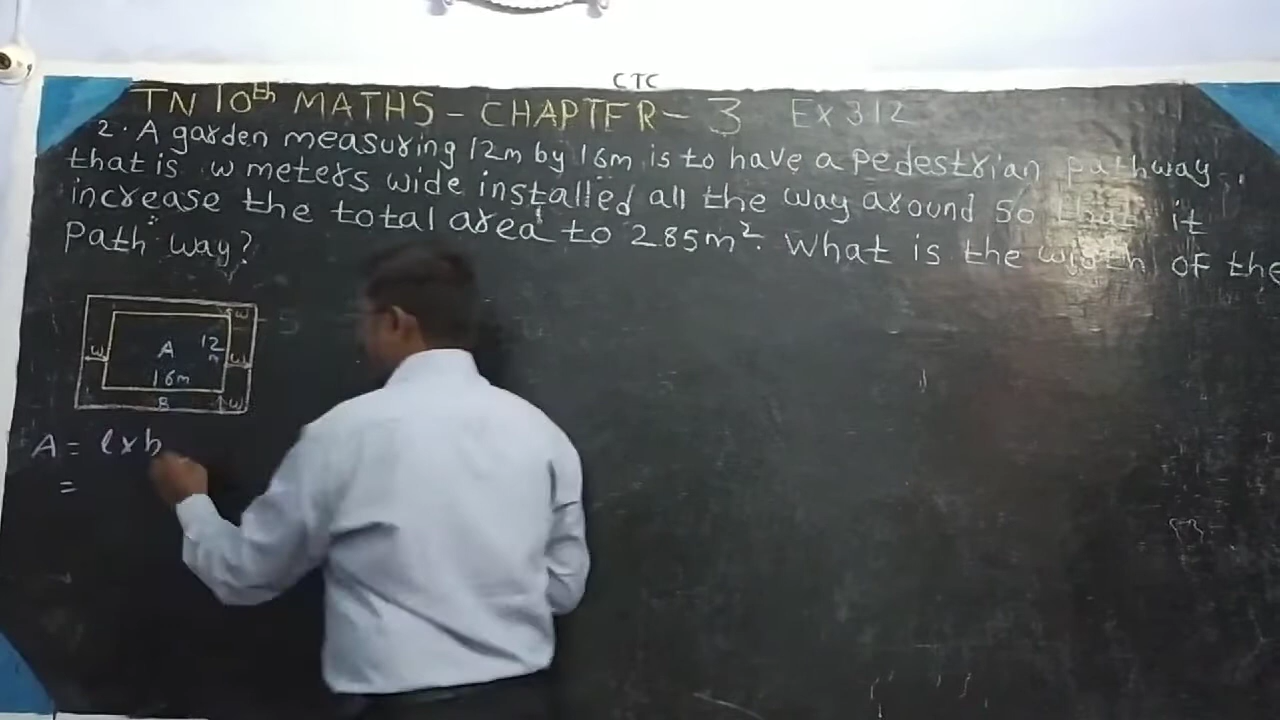 CTC
TN 10th MATHS - CHAPTER - 3 Ex 3.12
2. A garden measuring 12m by 16m is to have a pedestrian pathway
that is w meters wide installed all the way around so that it
increase the total area to 285m². What is the width of the
Path way?
w
A
12
m
w
w
16m
B
w
A = l x b
=